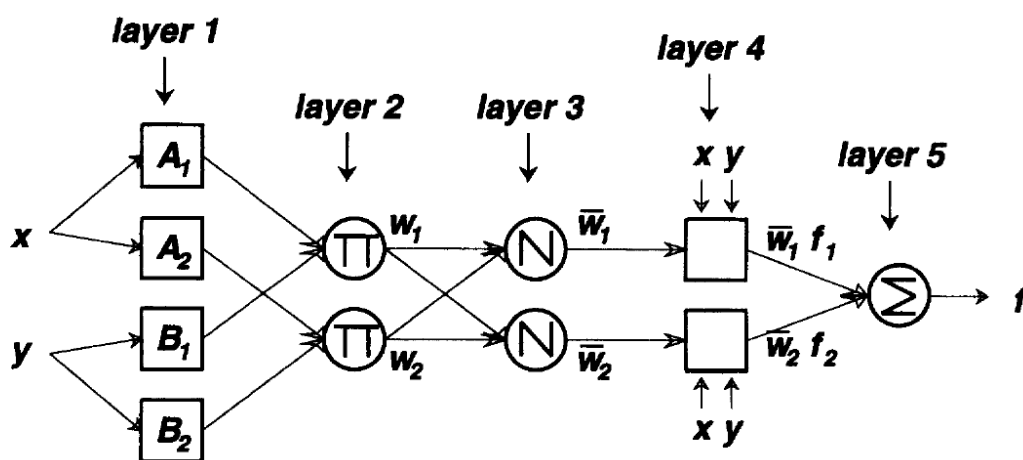 layer 1
layer 2
layer 3
layer 4
layer 5
x
y
A₁
A₂
B₁
B₂
Π
Π
w₁
w₂
N
N
w̅₁
w̅₂
x y
x y
w̅₁ f₁
w̅₂ f₂
Σ
f